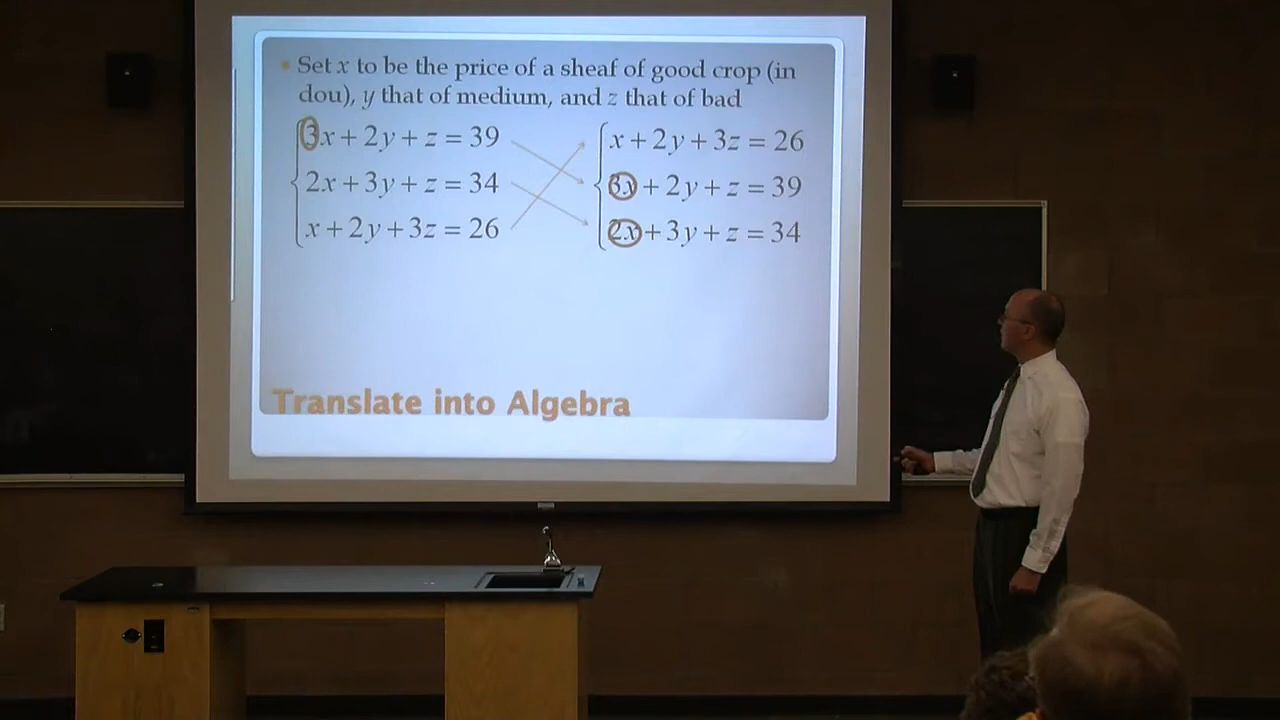 Set x to be the price of a sheaf of good crop (in
dou), y that of medium, and z that of bad
3x + 2y + z = 39
2x + 3y + z = 34
x + 2y + 3z = 26
x + 2y + 3z = 26
3x + 2y + z = 39
2x + 3y + z = 34
Translate into Algebra